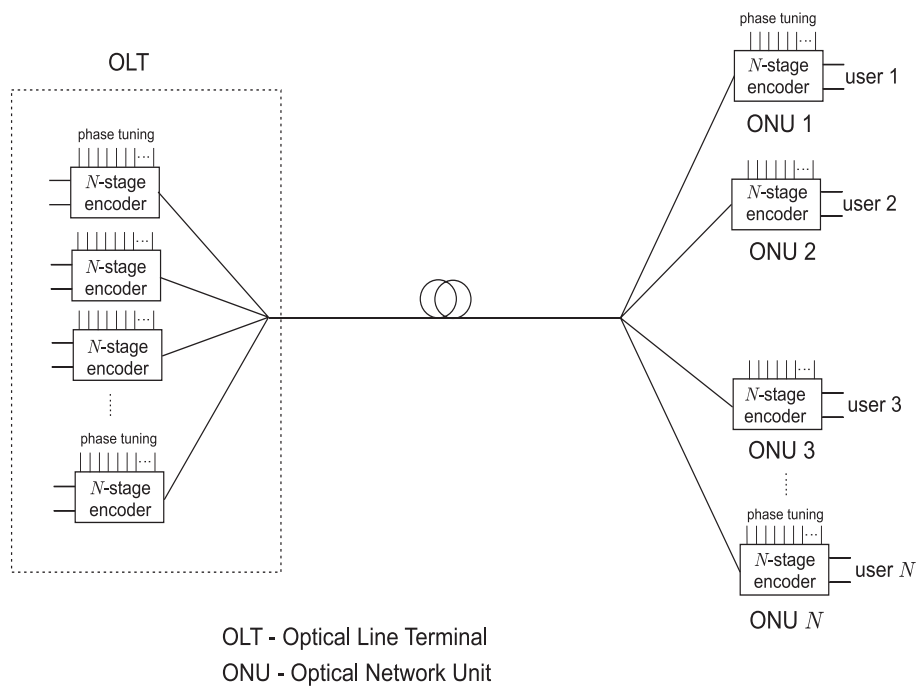 OLT
phase tuning
...
N-stage
encoder
...
N-stage
encoder
...
N-stage
encoder
phase tuning
...
N-stage
encoder
phase tuning
...
N-stage
encoder
user 1
ONU 1
...
N-stage
encoder
user 2
ONU 2
...
N-stage
encoder
user 3
ONU 3
phase tuning
...
N-stage
encoder
user N
ONU N
OLT - Optical Line Terminal
ONU - Optical Network Unit